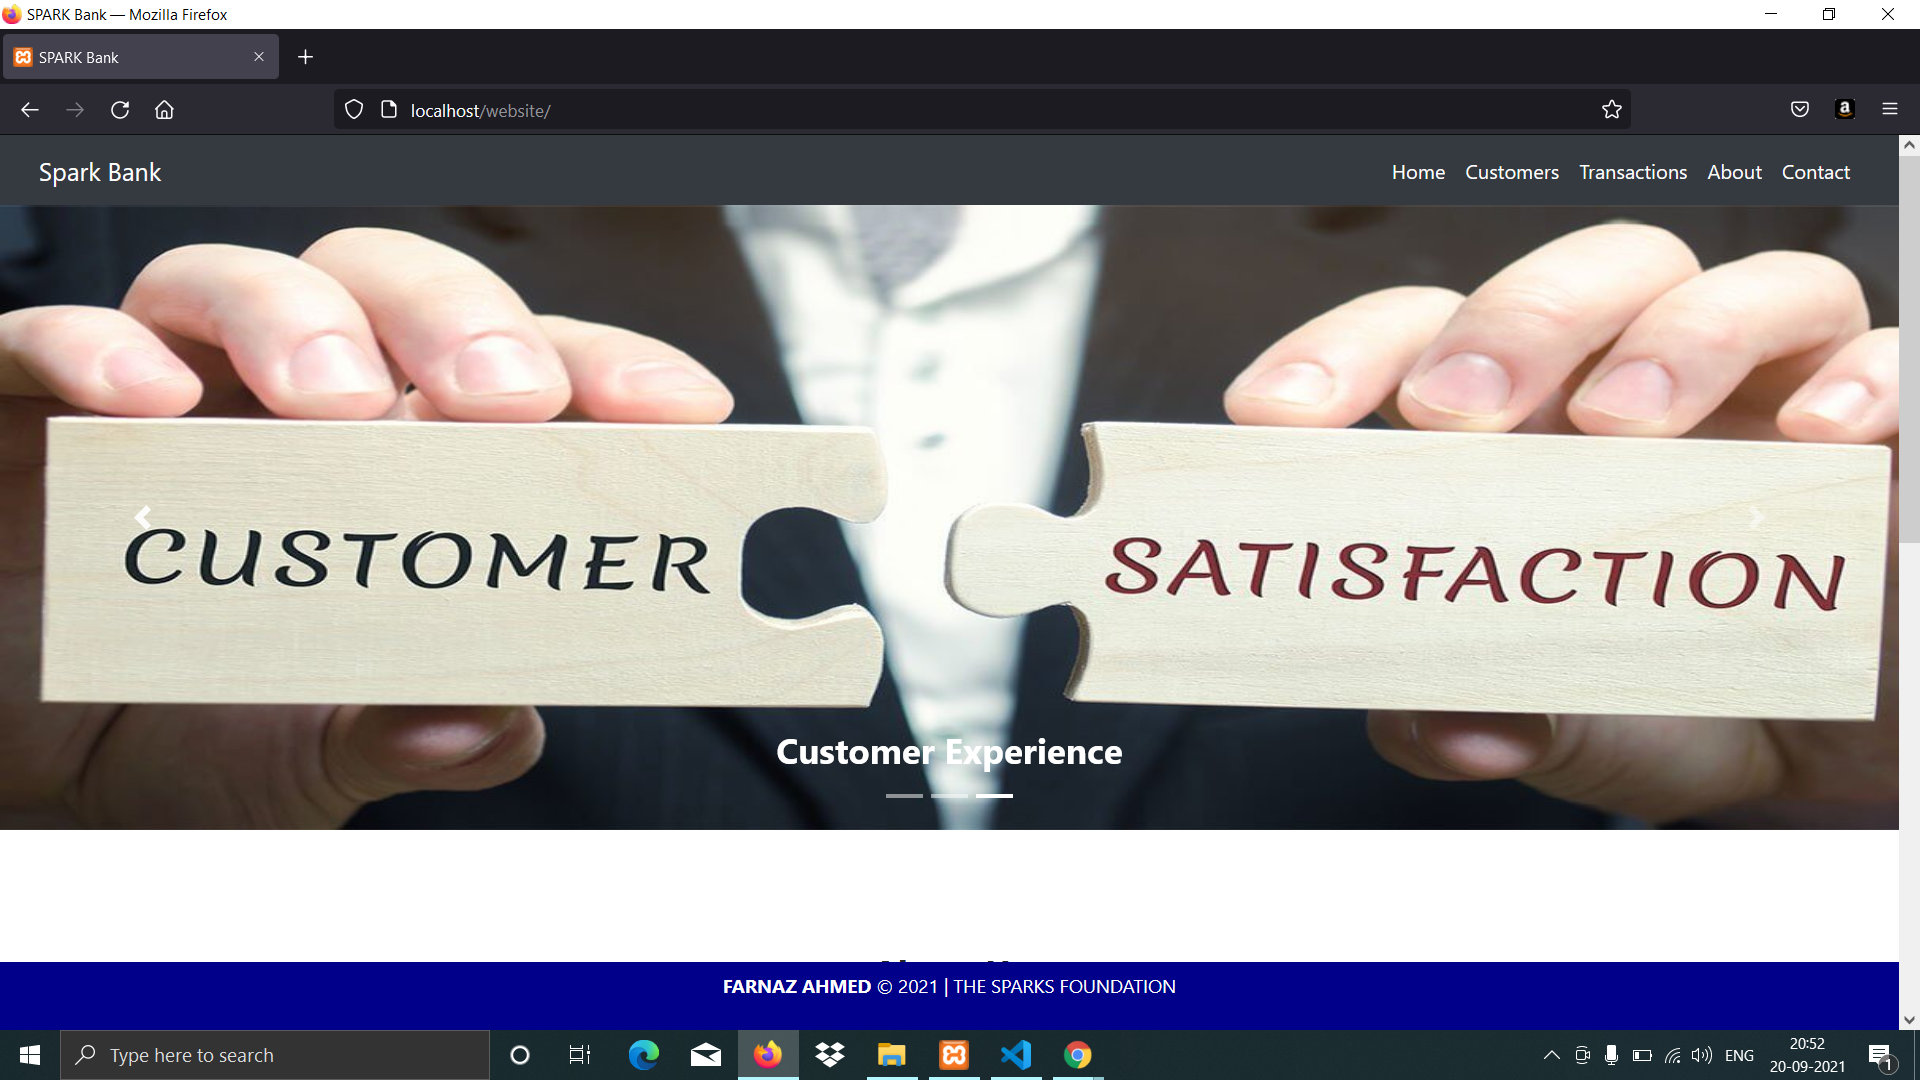 SPARK Bank — Mozilla Firefox
SPARK Bank
localhost/website/
Spark Bank
Home Customers Transactions About Contact
CUSTOMER SATISFACTION
Customer Experience
FARNAZ AHMED © 2021 | THE SPARKS FOUNDATION
Type here to search
ENG
20:52
20-09-2021
1